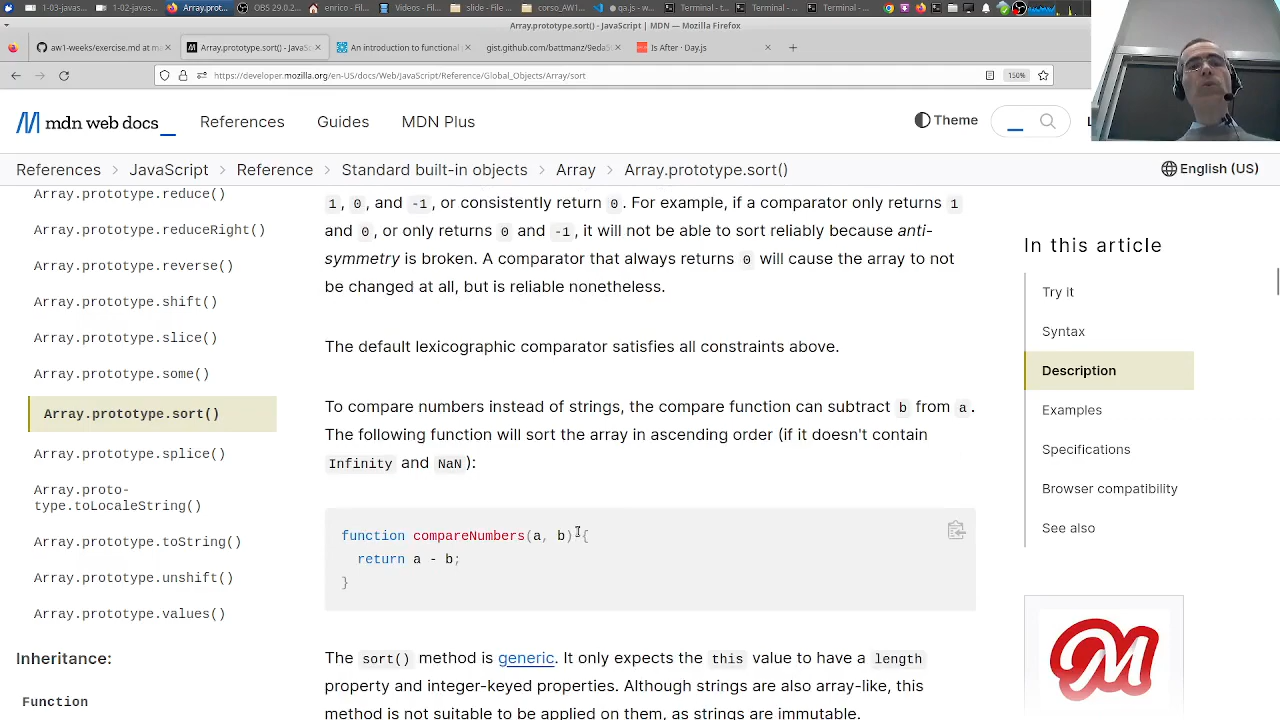 1-03-javas
1-02-javas
Array.proto
OBS 29.0.2
enrico - Fil
Videos - File
slide - File
corso_AW1
qa.js - w
Terminal - t
Terminal -
Terminal -
Array.prototype.sort() - JavaScript | MDN — Mozilla Firefox
aw1-weeks/exercise.md at ma
Array.prototype.sort() - JavaS
An introduction to functional
gist.github.com/battmanz/9eda5
Is After · Day.js
https://developer.mozilla.org/en-US/docs/Web/JavaScript/Reference/Global_Objects/Array/sort
150%
mdn web docs
References
Guides
MDN Plus
Theme
References
JavaScript
Reference
Standard built-in objects
Array
Array.prototype.sort()
English (US)
Array.prototype.reduce()
Array.prototype.reduceRight()
Array.prototype.reverse()
Array.prototype.shift()
Array.prototype.slice()
Array.prototype.some()
Array.prototype.sort()
Array.prototype.splice()
Array.proto-
type.toLocaleString()
Array.prototype.toString()
Array.prototype.unshift()
Array.prototype.values()
Inheritance:
Function
1, 0, and -1, or consistently return 0. For example, if a comparator only returns 1
and 0, or only returns 0 and -1, it will not be able to sort reliably because anti-
symmetry is broken. A comparator that always returns 0 will cause the array to not
be changed at all, but is reliable nonetheless.
The default lexicographic comparator satisfies all constraints above.
To compare numbers instead of strings, the compare function can subtract b from a.
The following function will sort the array in ascending order (if it doesn't contain
Infinity and NaN):
function compareNumbers(a, b) {
return a - b;
}
The sort() method is generic. It only expects the this value to have a length
property and integer-keyed properties. Although strings are also array-like, this
method is not suitable to be applied on them, as strings are immutable.
In this article
Try it
Syntax
Description
Examples
Specifications
Browser compatibility
See also